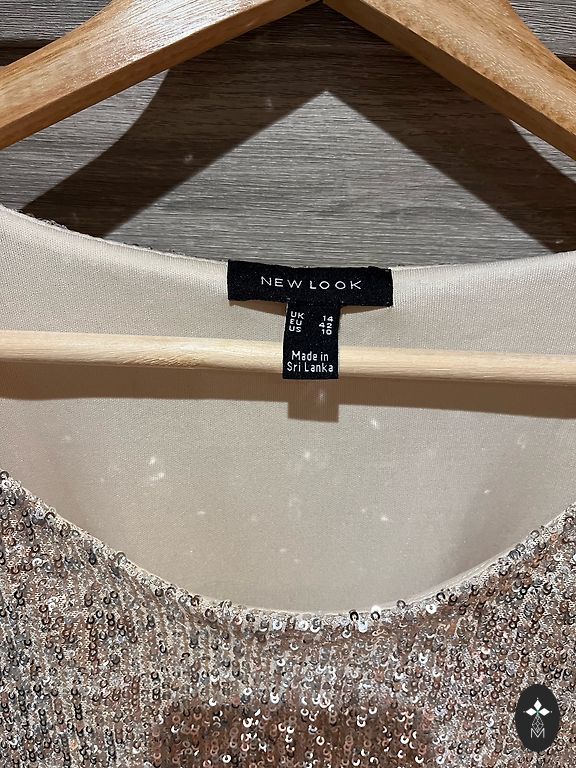 NEW LOOK
UK 14
EU 42
US 10
Made in
Sri Lanka
M